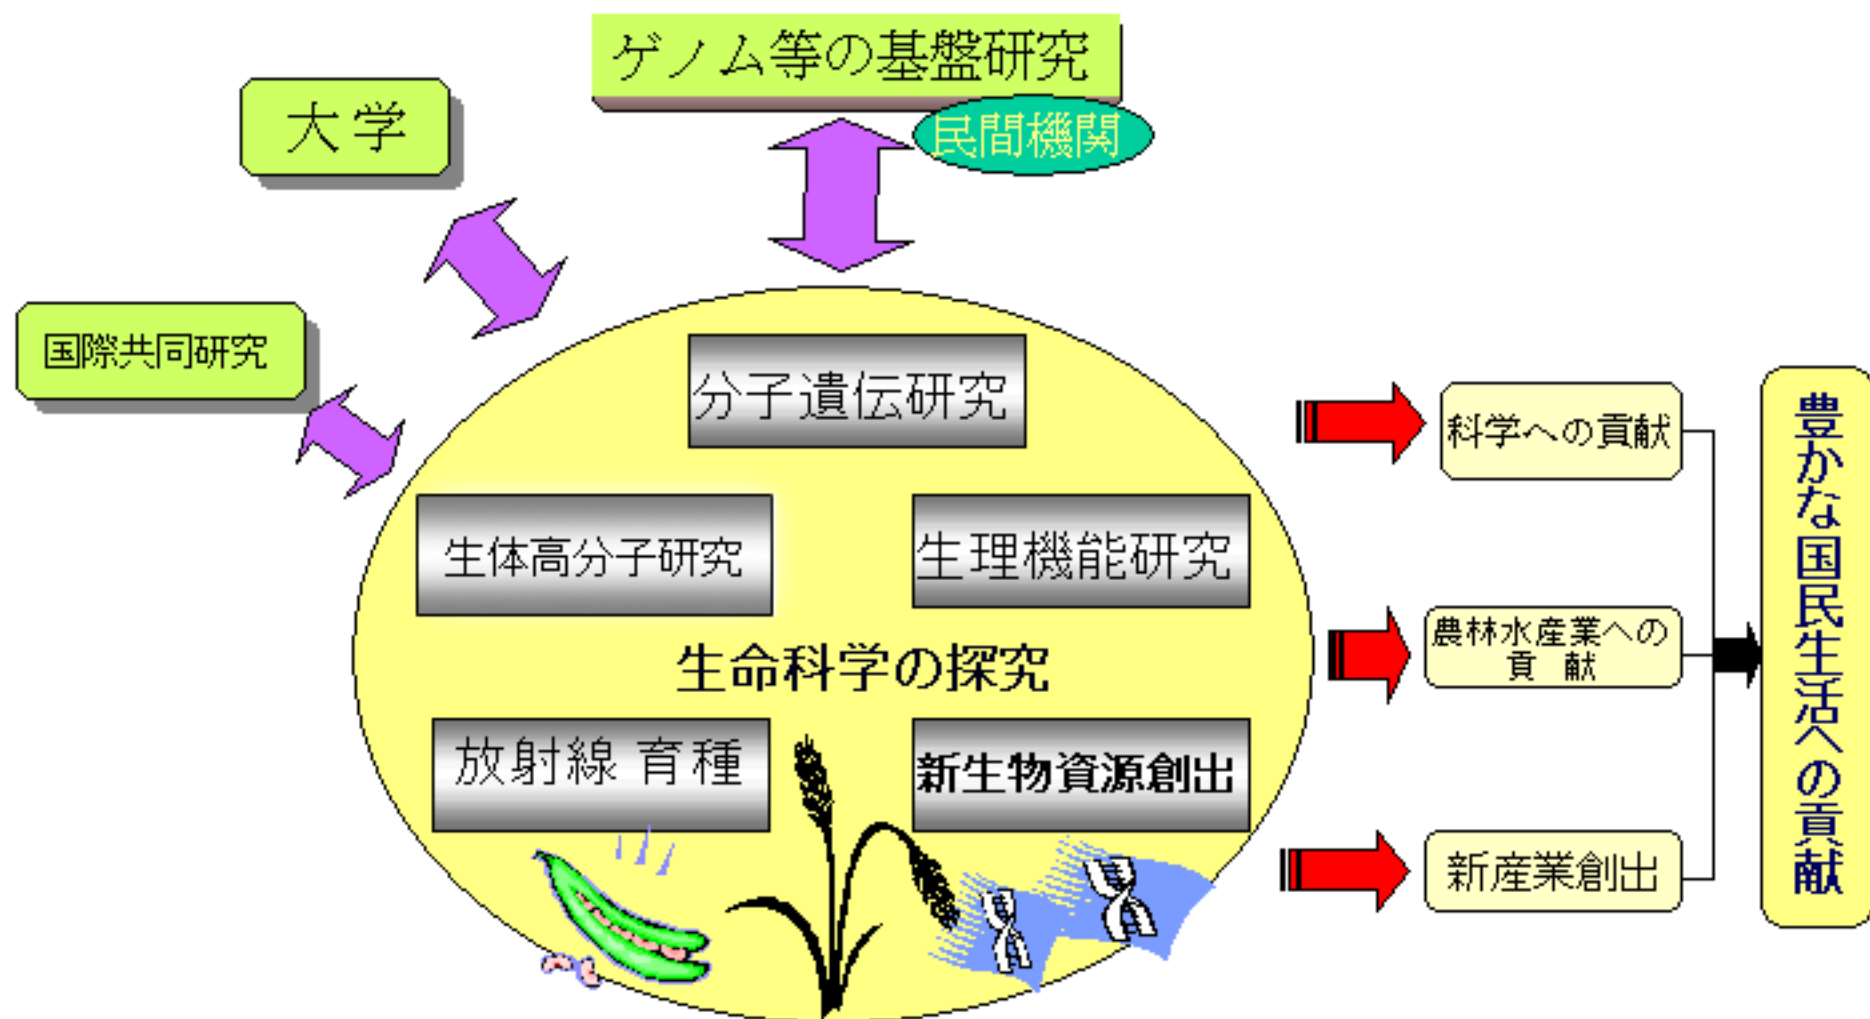 ゲノム等の基盤研究
民間機関
大学
国際共同研究
分子遺伝研究
生体高分子研究
生理機能研究
生命科学の探究
放射線 育種
新生物資源創出
科学への貢献
農林水産業への
貢 献
新産業創出
豊かな国民生活への貢献